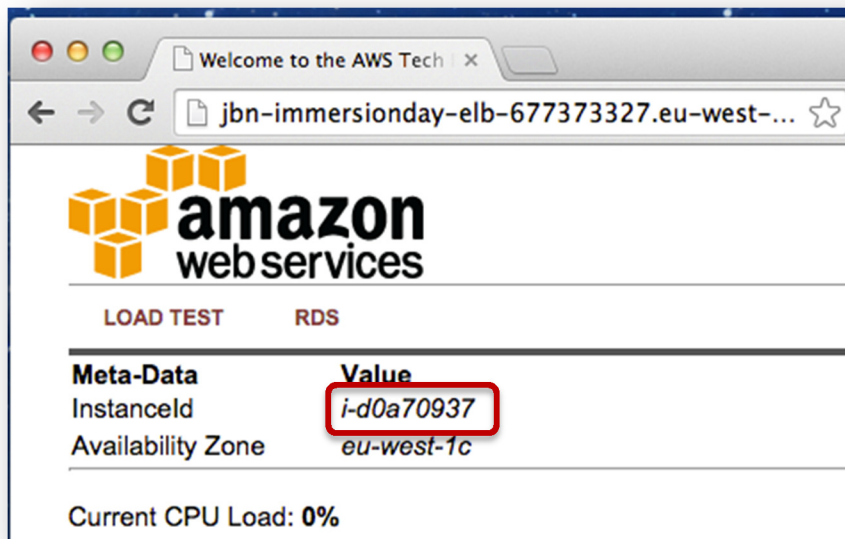 Welcome to the AWS Tech
jbn-immersionday-elb-677373327.eu-west-...
amazon
web services
LOAD TEST RDS
Meta-Data Value
InstanceId i-d0a70937
Availability Zone eu-west-1c
Current CPU Load: 0%